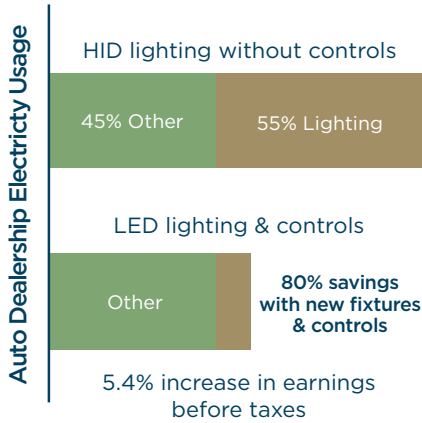 Auto Dealership Electricty Usage
HID lighting without controls
45% Other
55% Lighting
LED lighting & controls
Other
80% savings
with new fixtures
& controls
5.4% increase in earnings
before taxes